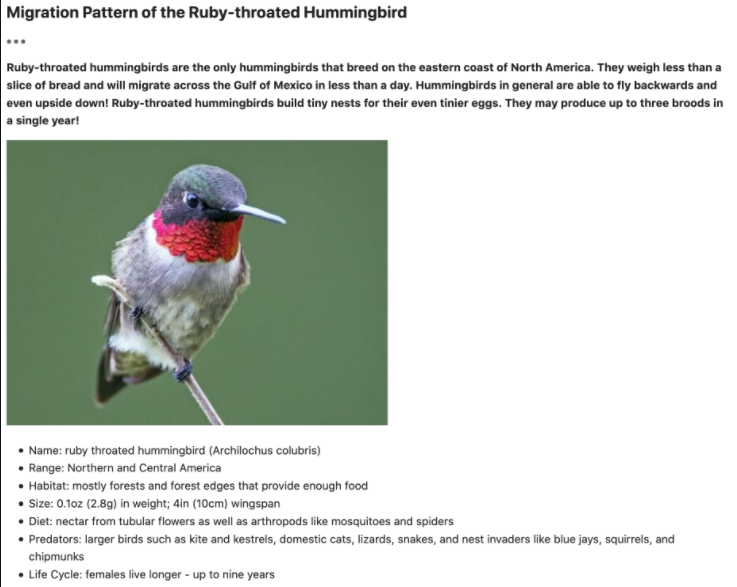 Migration Pattern of the Ruby-throated Hummingbird
•••
Ruby-throated hummingbirds are the only hummingbirds that breed on the eastern coast of North America. They weigh less than a
slice of bread and will migrate across the Gulf of Mexico in less than a day. Hummingbirds in general are able to fly backwards and
even upside down! Ruby-throated hummingbirds build tiny nests for their even tinier eggs. They may produce up to three broods in
a single year!
• Name: ruby throated hummingbird (Archilochus colubris)
• Range: Northern and Central America
• Habitat: mostly forests and forest edges that provide enough food
• Size: 0.1oz (2.8g) in weight; 4in (10cm) wingspan
• Diet: nectar from tubular flowers as well as arthropods like mosquitoes and spiders
• Predators: larger birds such as kite and kestrels, domestic cats, lizards, snakes, and nest invaders like blue jays, squirrels, and
chipmunks
• Life Cycle: females live longer - up to nine years